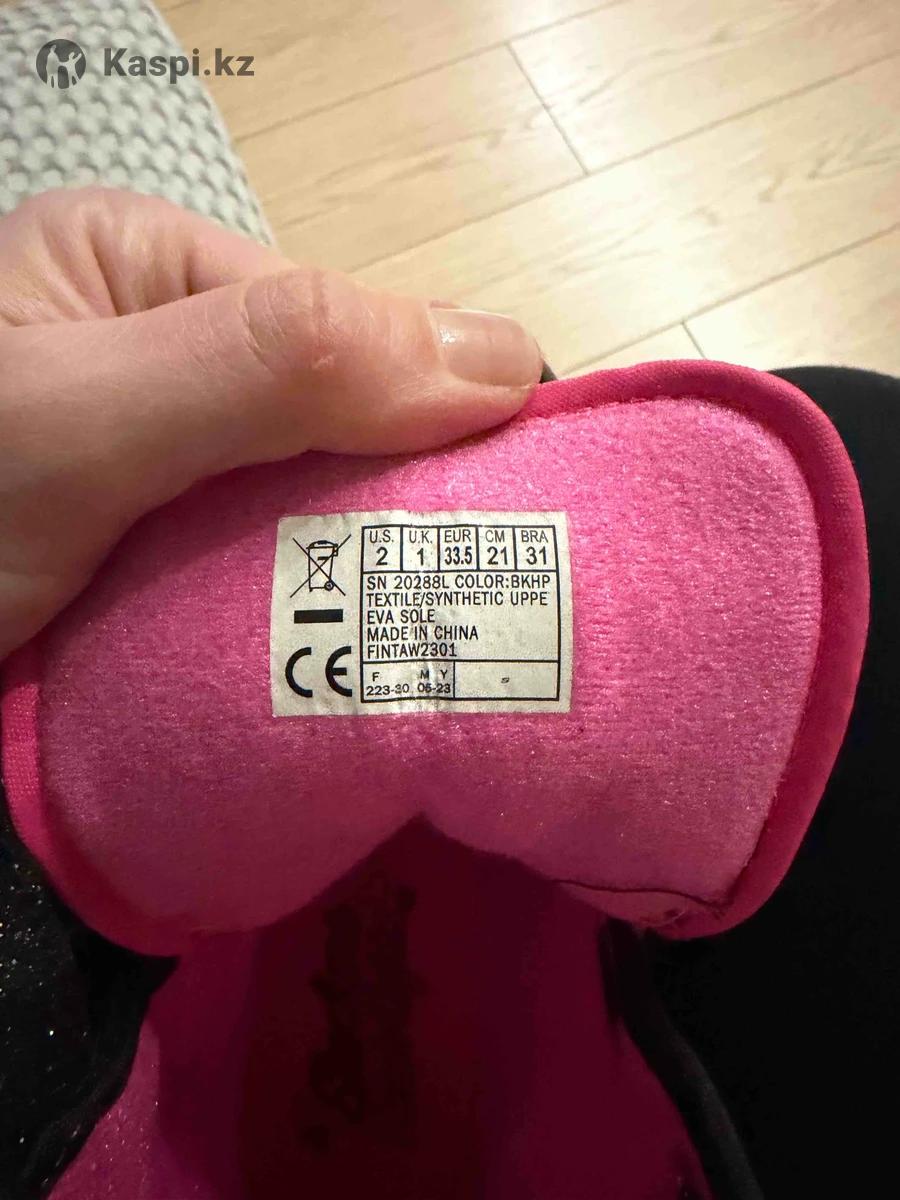 Kaspi.kz
U.S. U.K. EUR CM BRA
2 1 33.5 21 31
SN 20288L COLOR:BKHP
TEXTILE/SYNTHETIC UPPE
EVA SOLE
MADE IN CHINA
FINTAW2301
F M Y
223-30 05-23
CE